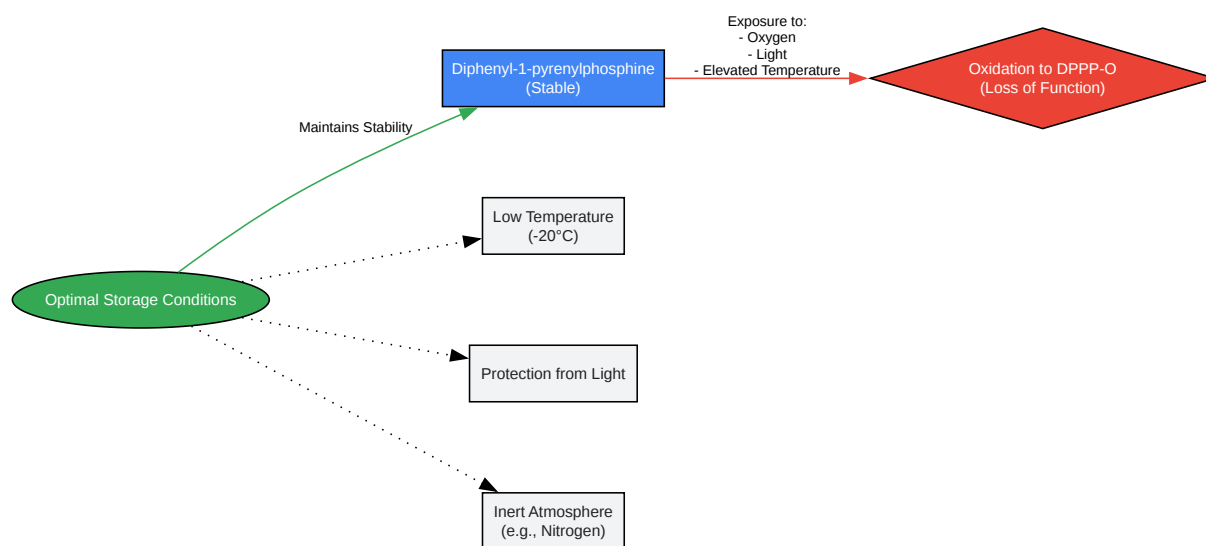 Exposure to:
- Oxygen
- Light
- Elevated Temperature
Diphenyl-1-pyrenylphosphine
(Stable)
Oxidation to DPPP-O
(Loss of Function)
Maintains Stability
Low Temperature
(-20°C)
Optimal Storage Conditions
Protection from Light
Inert Atmosphere
(e.g., Nitrogen)